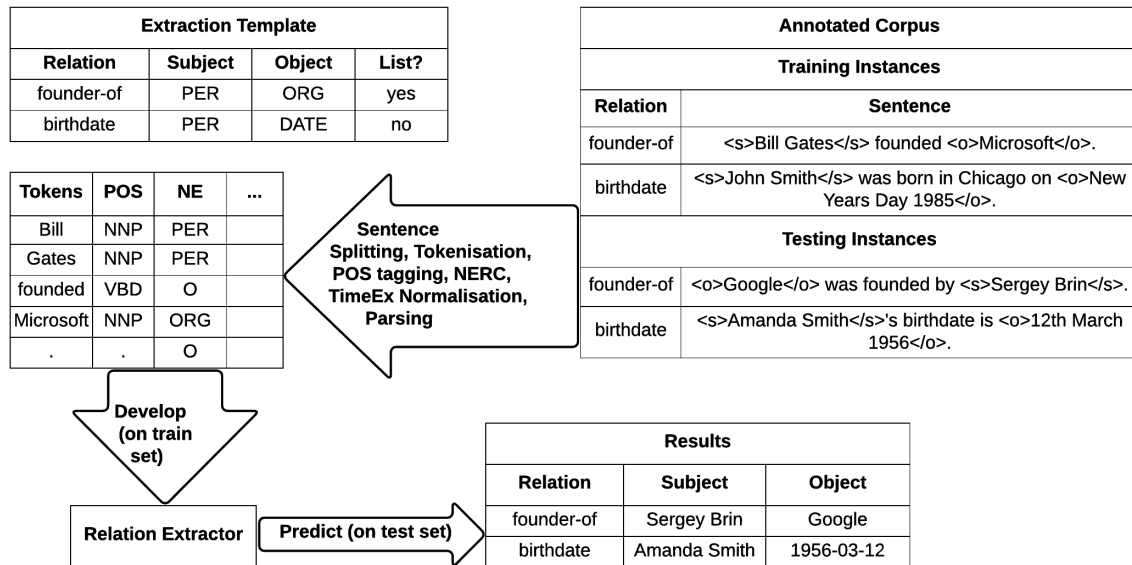 Extraction Template
Relation Subject Object List?
founder-of PER ORG yes
birthdate PER DATE no
Annotated Corpus
Training Instances
Relation Sentence
founder-of <s>Bill Gates</s> founded <o>Microsoft</o>.
birthdate <s>John Smith</s> was born in Chicago on <o>New
Years Day 1985</o>.
Testing Instances
founder-of <o>Google</o> was founded by <s>Sergey Brin</s>.
birthdate <s>Amanda Smith</s>'s birthdate is <o>12th March
1956</o>.
Sentence
Splitting, Tokenisation,
POS tagging, NERC,
TimeEx Normalisation,
Parsing
Tokens POS NE ...
Bill NNP PER
Gates NNP PER
founded VBD O
Microsoft NNP ORG
. . O
Develop
(on train
set)
Relation Extractor
Predict (on test set)
Results
Relation Subject Object
founder-of Sergey Brin Google
birthdate Amanda Smith 1956-03-12